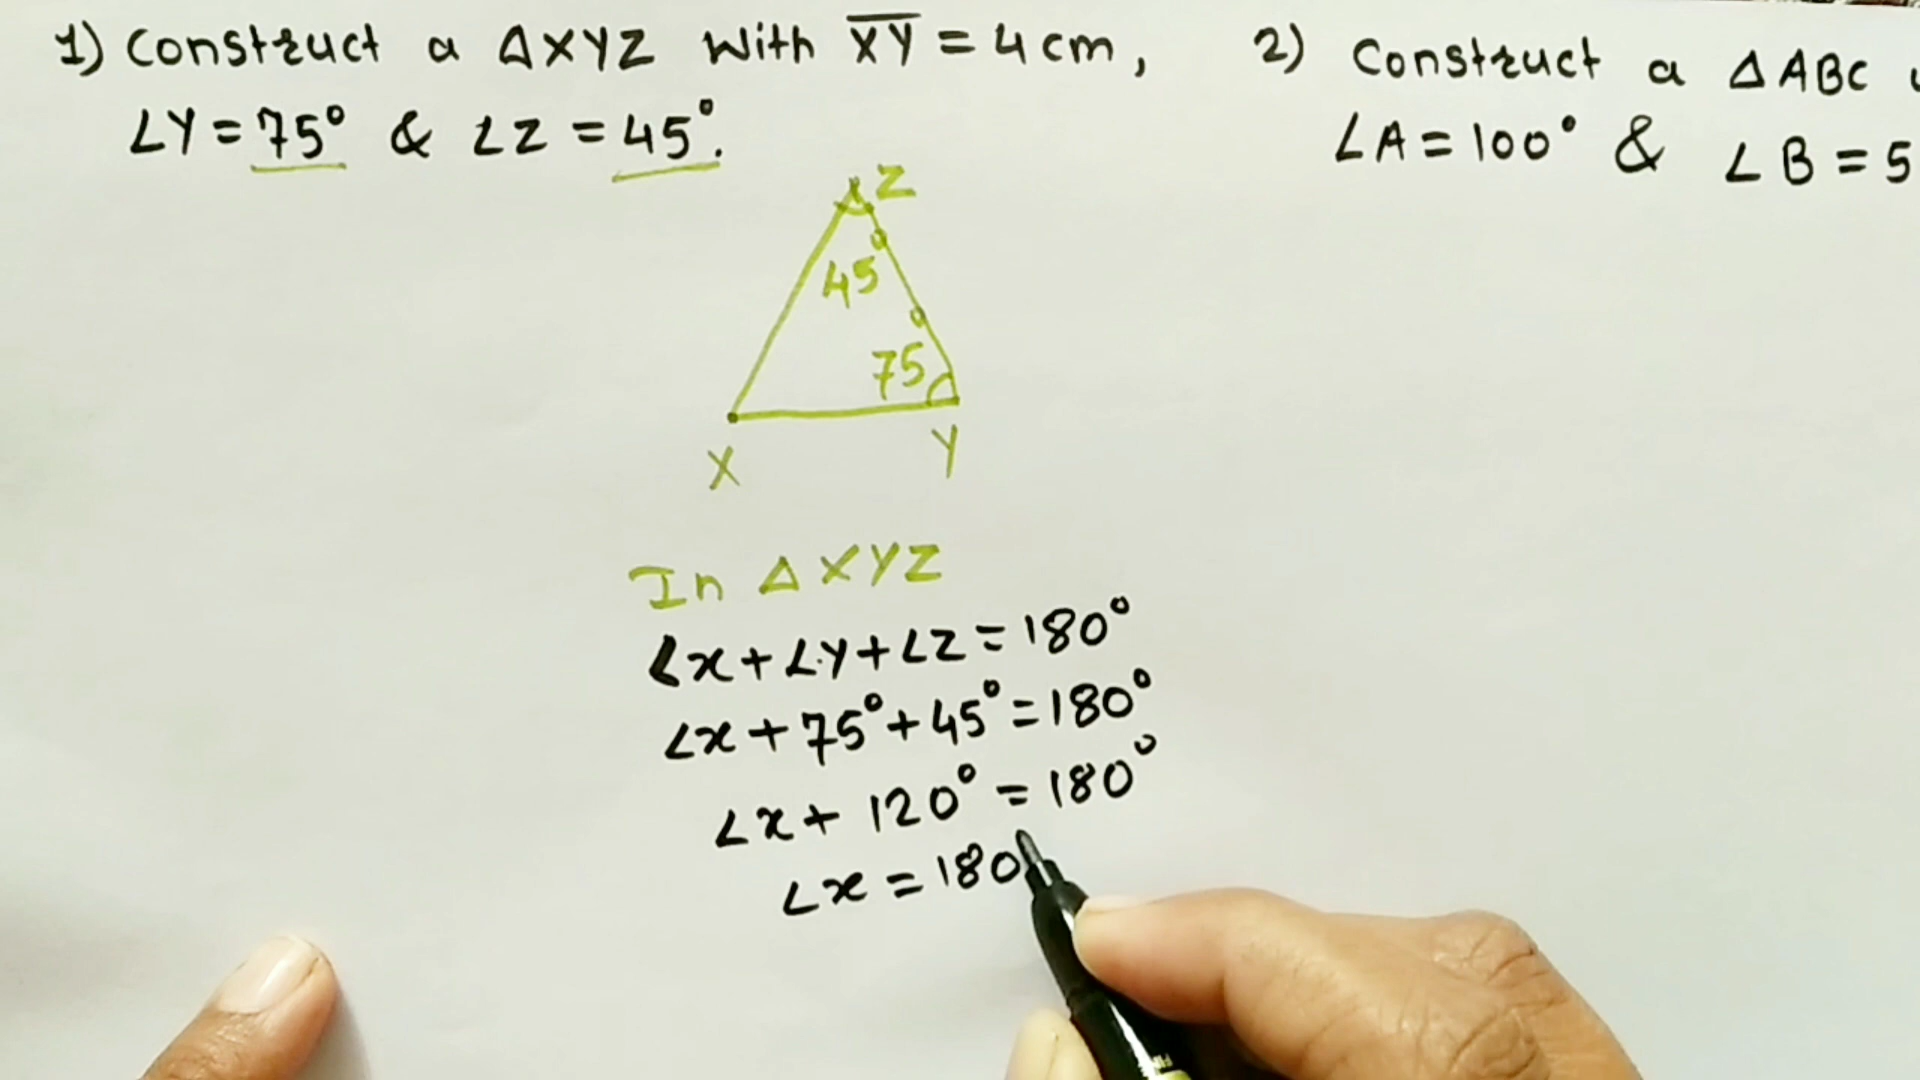 1) Construct a ΔXYZ with X̅Y̅ = 4 cm,
∠Y = 75° & ∠Z = 45°.
2) Construct a ΔABC
∠A = 100° & ∠B = 5
Z
45
75
X Y
In ΔXYZ
∠x + ∠y + ∠Z = 180°
∠x + 75° + 45° = 180°
∠x + 120° = 180°
∠x = 180